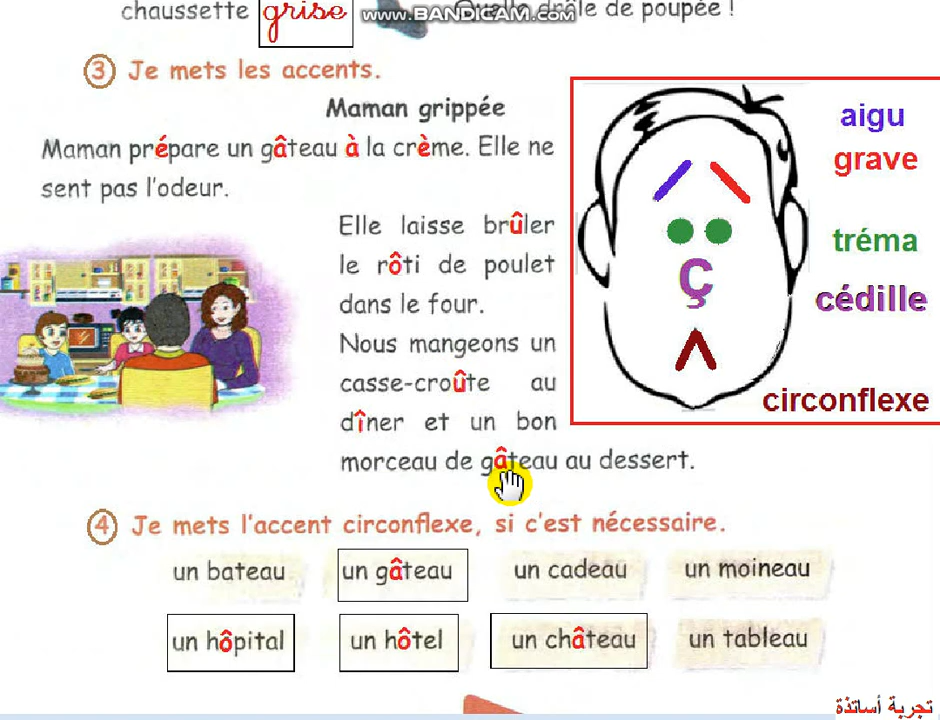 chaussette grise Quelle drôle de poupée !
www.BANDICAM.com
3 Je mets les accents.
Maman grippée
Maman prépare un gâteau à la crème. Elle ne
sent pas l'odeur.
Elle laisse brûler
le rôti de poulet
dans le four.
Nous mangeons un
casse-croûte au
dîner et un bon
morceau de gâteau au dessert.
aigu
grave
tréma
ç
cédille
circonflexe
4 Je mets l'accent circonflexe, si c'est nécessaire.
un bateau un gâteau un cadeau un moineau
un hôpital un hôtel un château un tableau
تجربة أساتذة